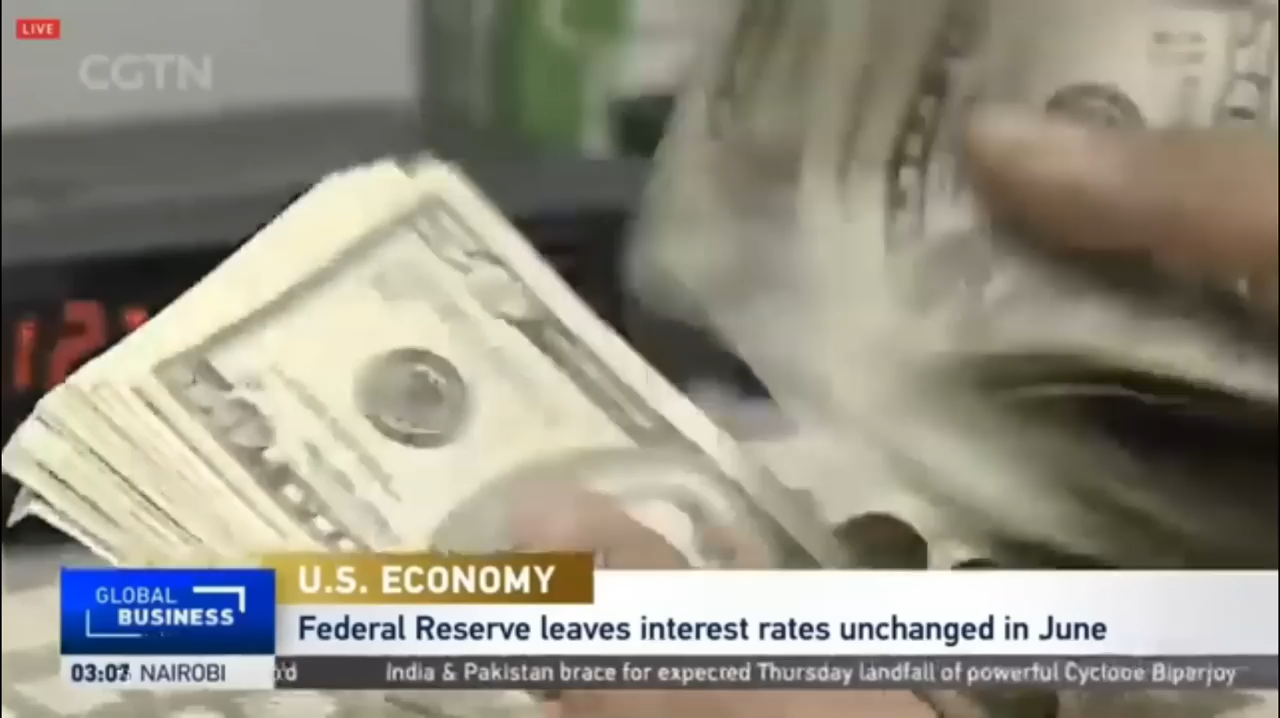 LIVE
CGTN
U.S. ECONOMY
GLOBAL
BUSINESS
Federal Reserve leaves interest rates unchanged in June
NAIROBI
India & Pakistan brace for expected Thursday landfall of powerful Cyclone Biparjoy